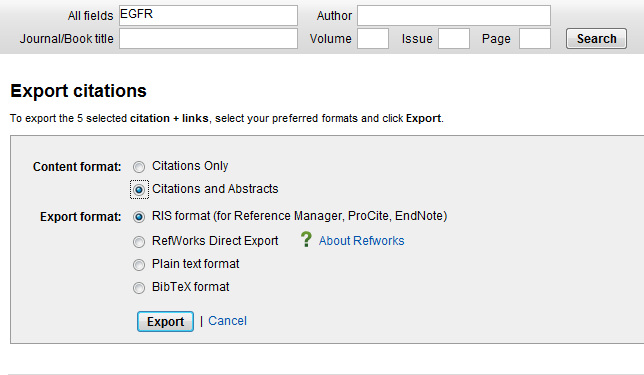 All fields EGFR Author
Journal/Book title Volume Issue Page Search
Export citations
To export the 5 selected citation + links, select your preferred formats and click Export.
Content format: Citations Only
Citations and Abstracts
Export format: RIS format (for Reference Manager, ProCite, EndNote)
RefWorks Direct Export ? About Refworks
Plain text format
BibTeX format
Export | Cancel